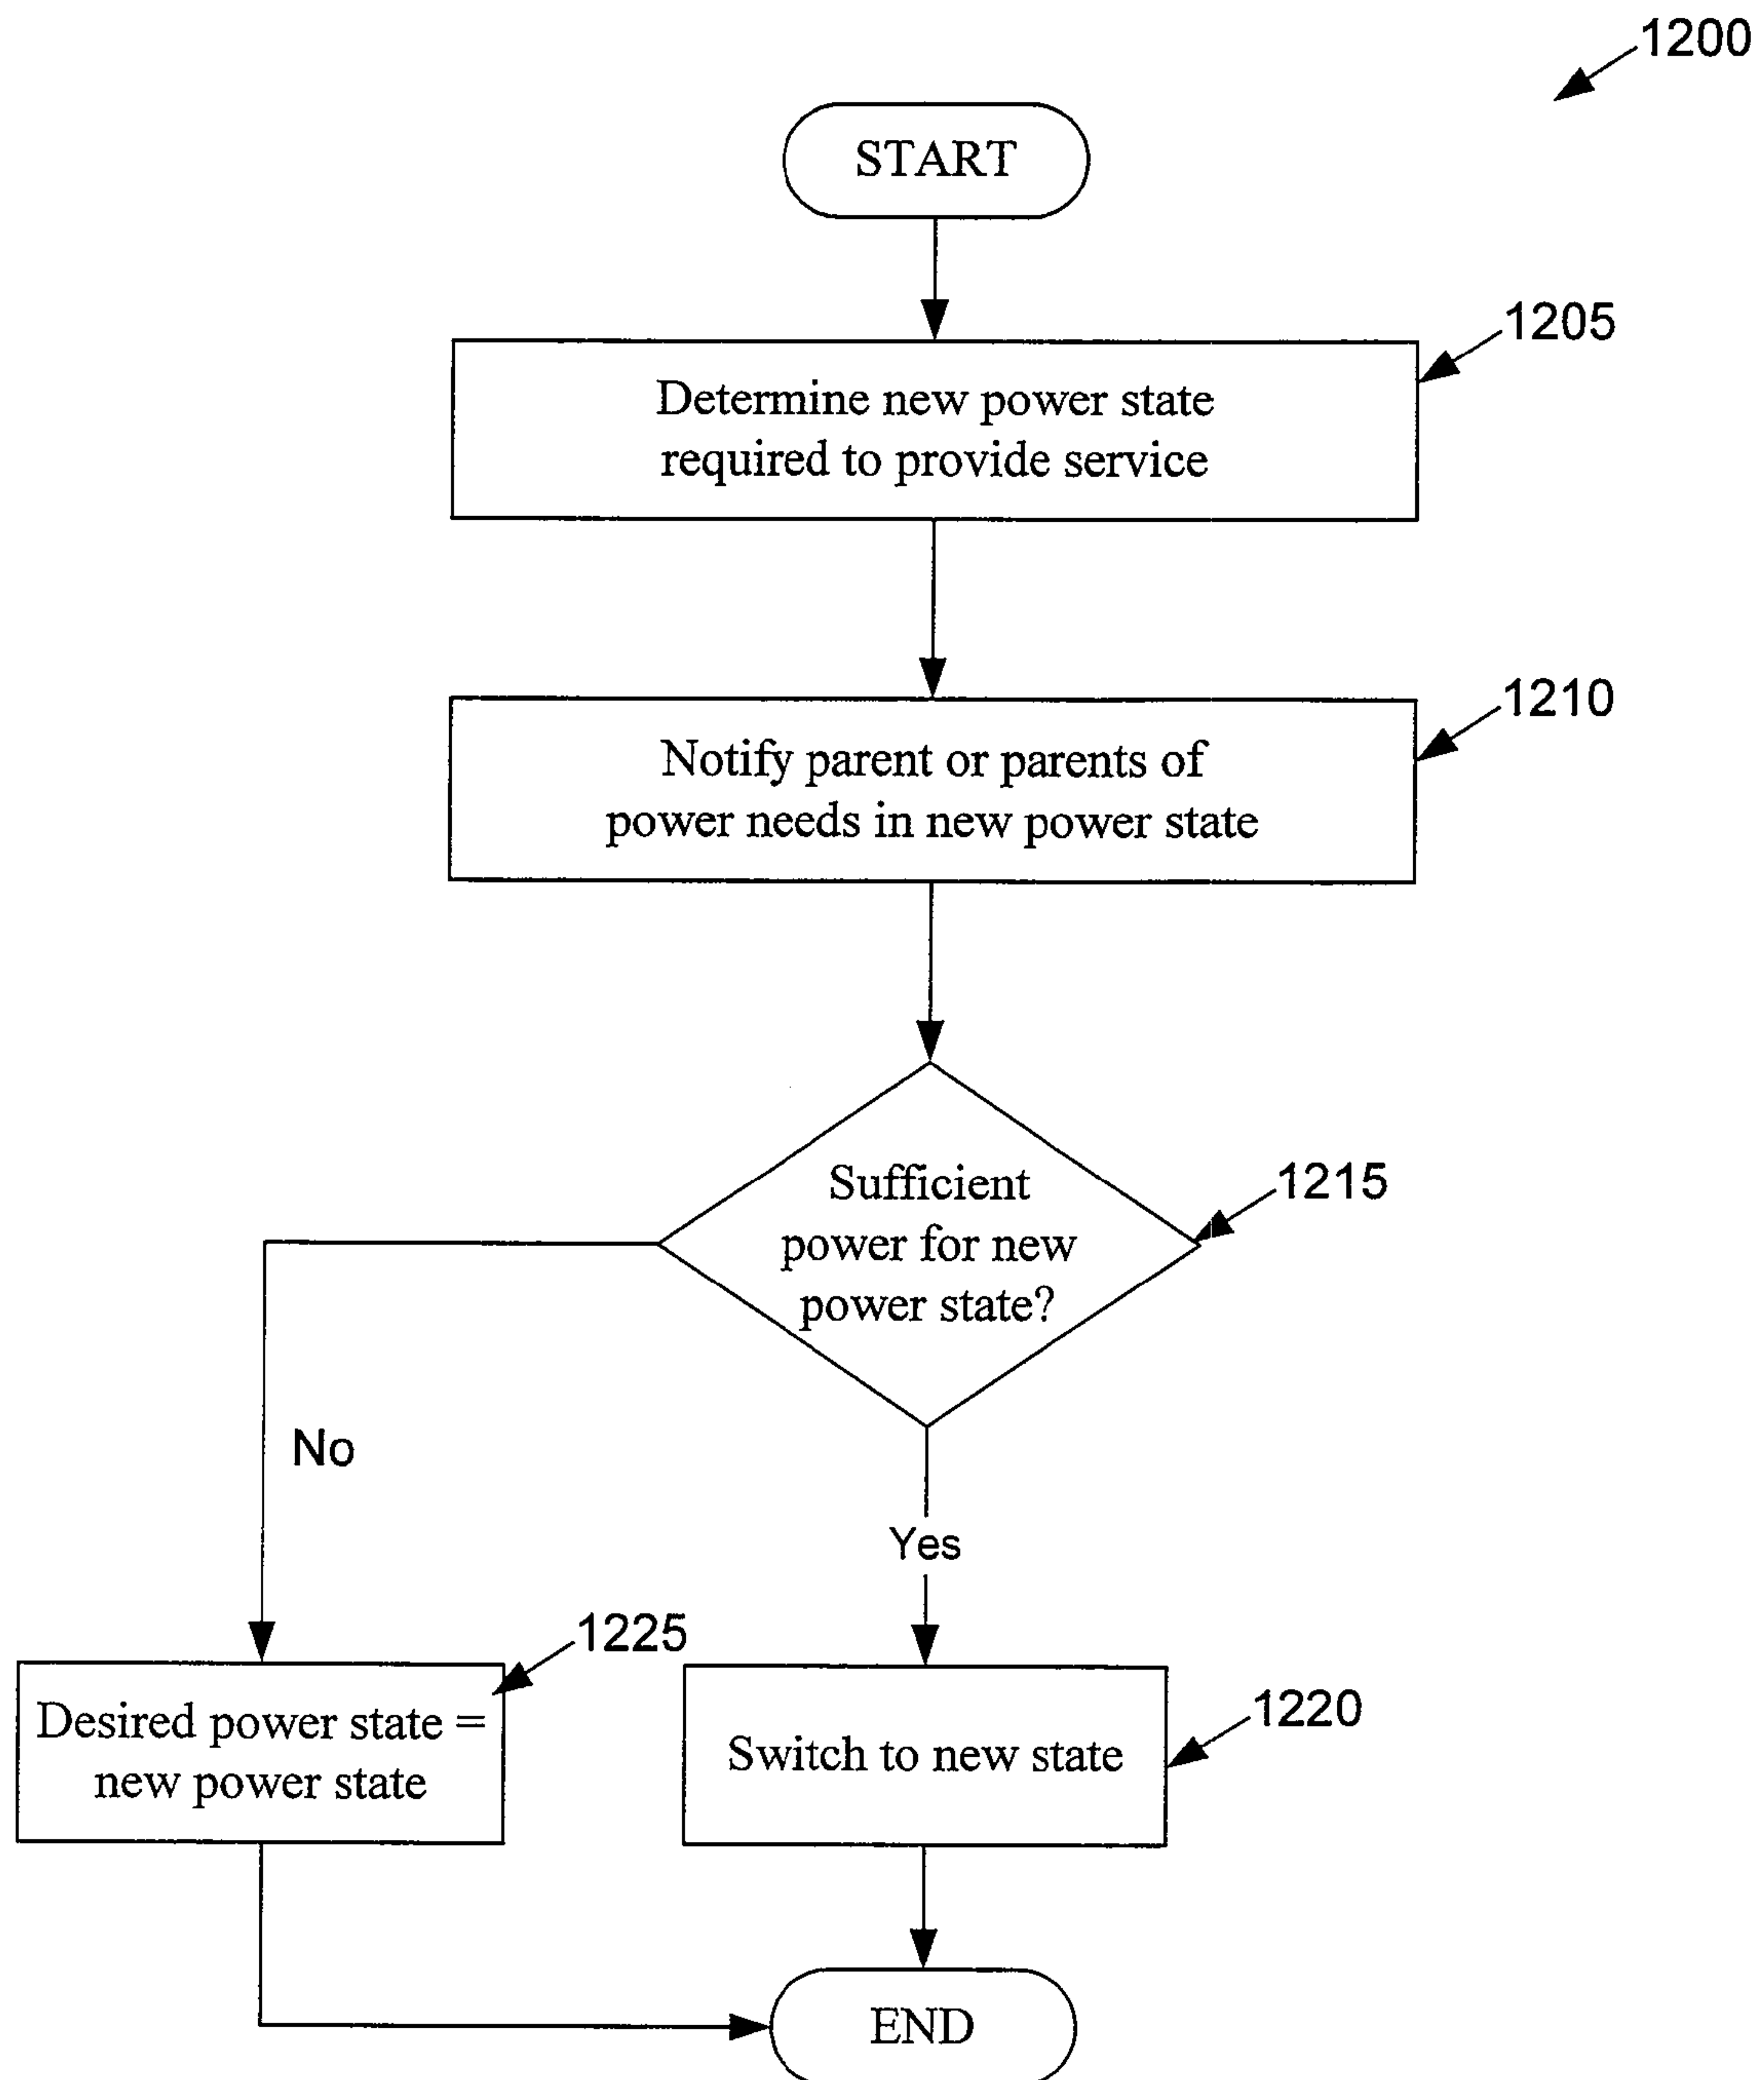 1200
START
1205
Determine new power state
required to provide service
1210
Notify parent or parents of
power needs in new power state
1215
Sufficient
power for new
power state?
No
Yes
1225
Desired power state =
new power state
1220
Switch to new state
END